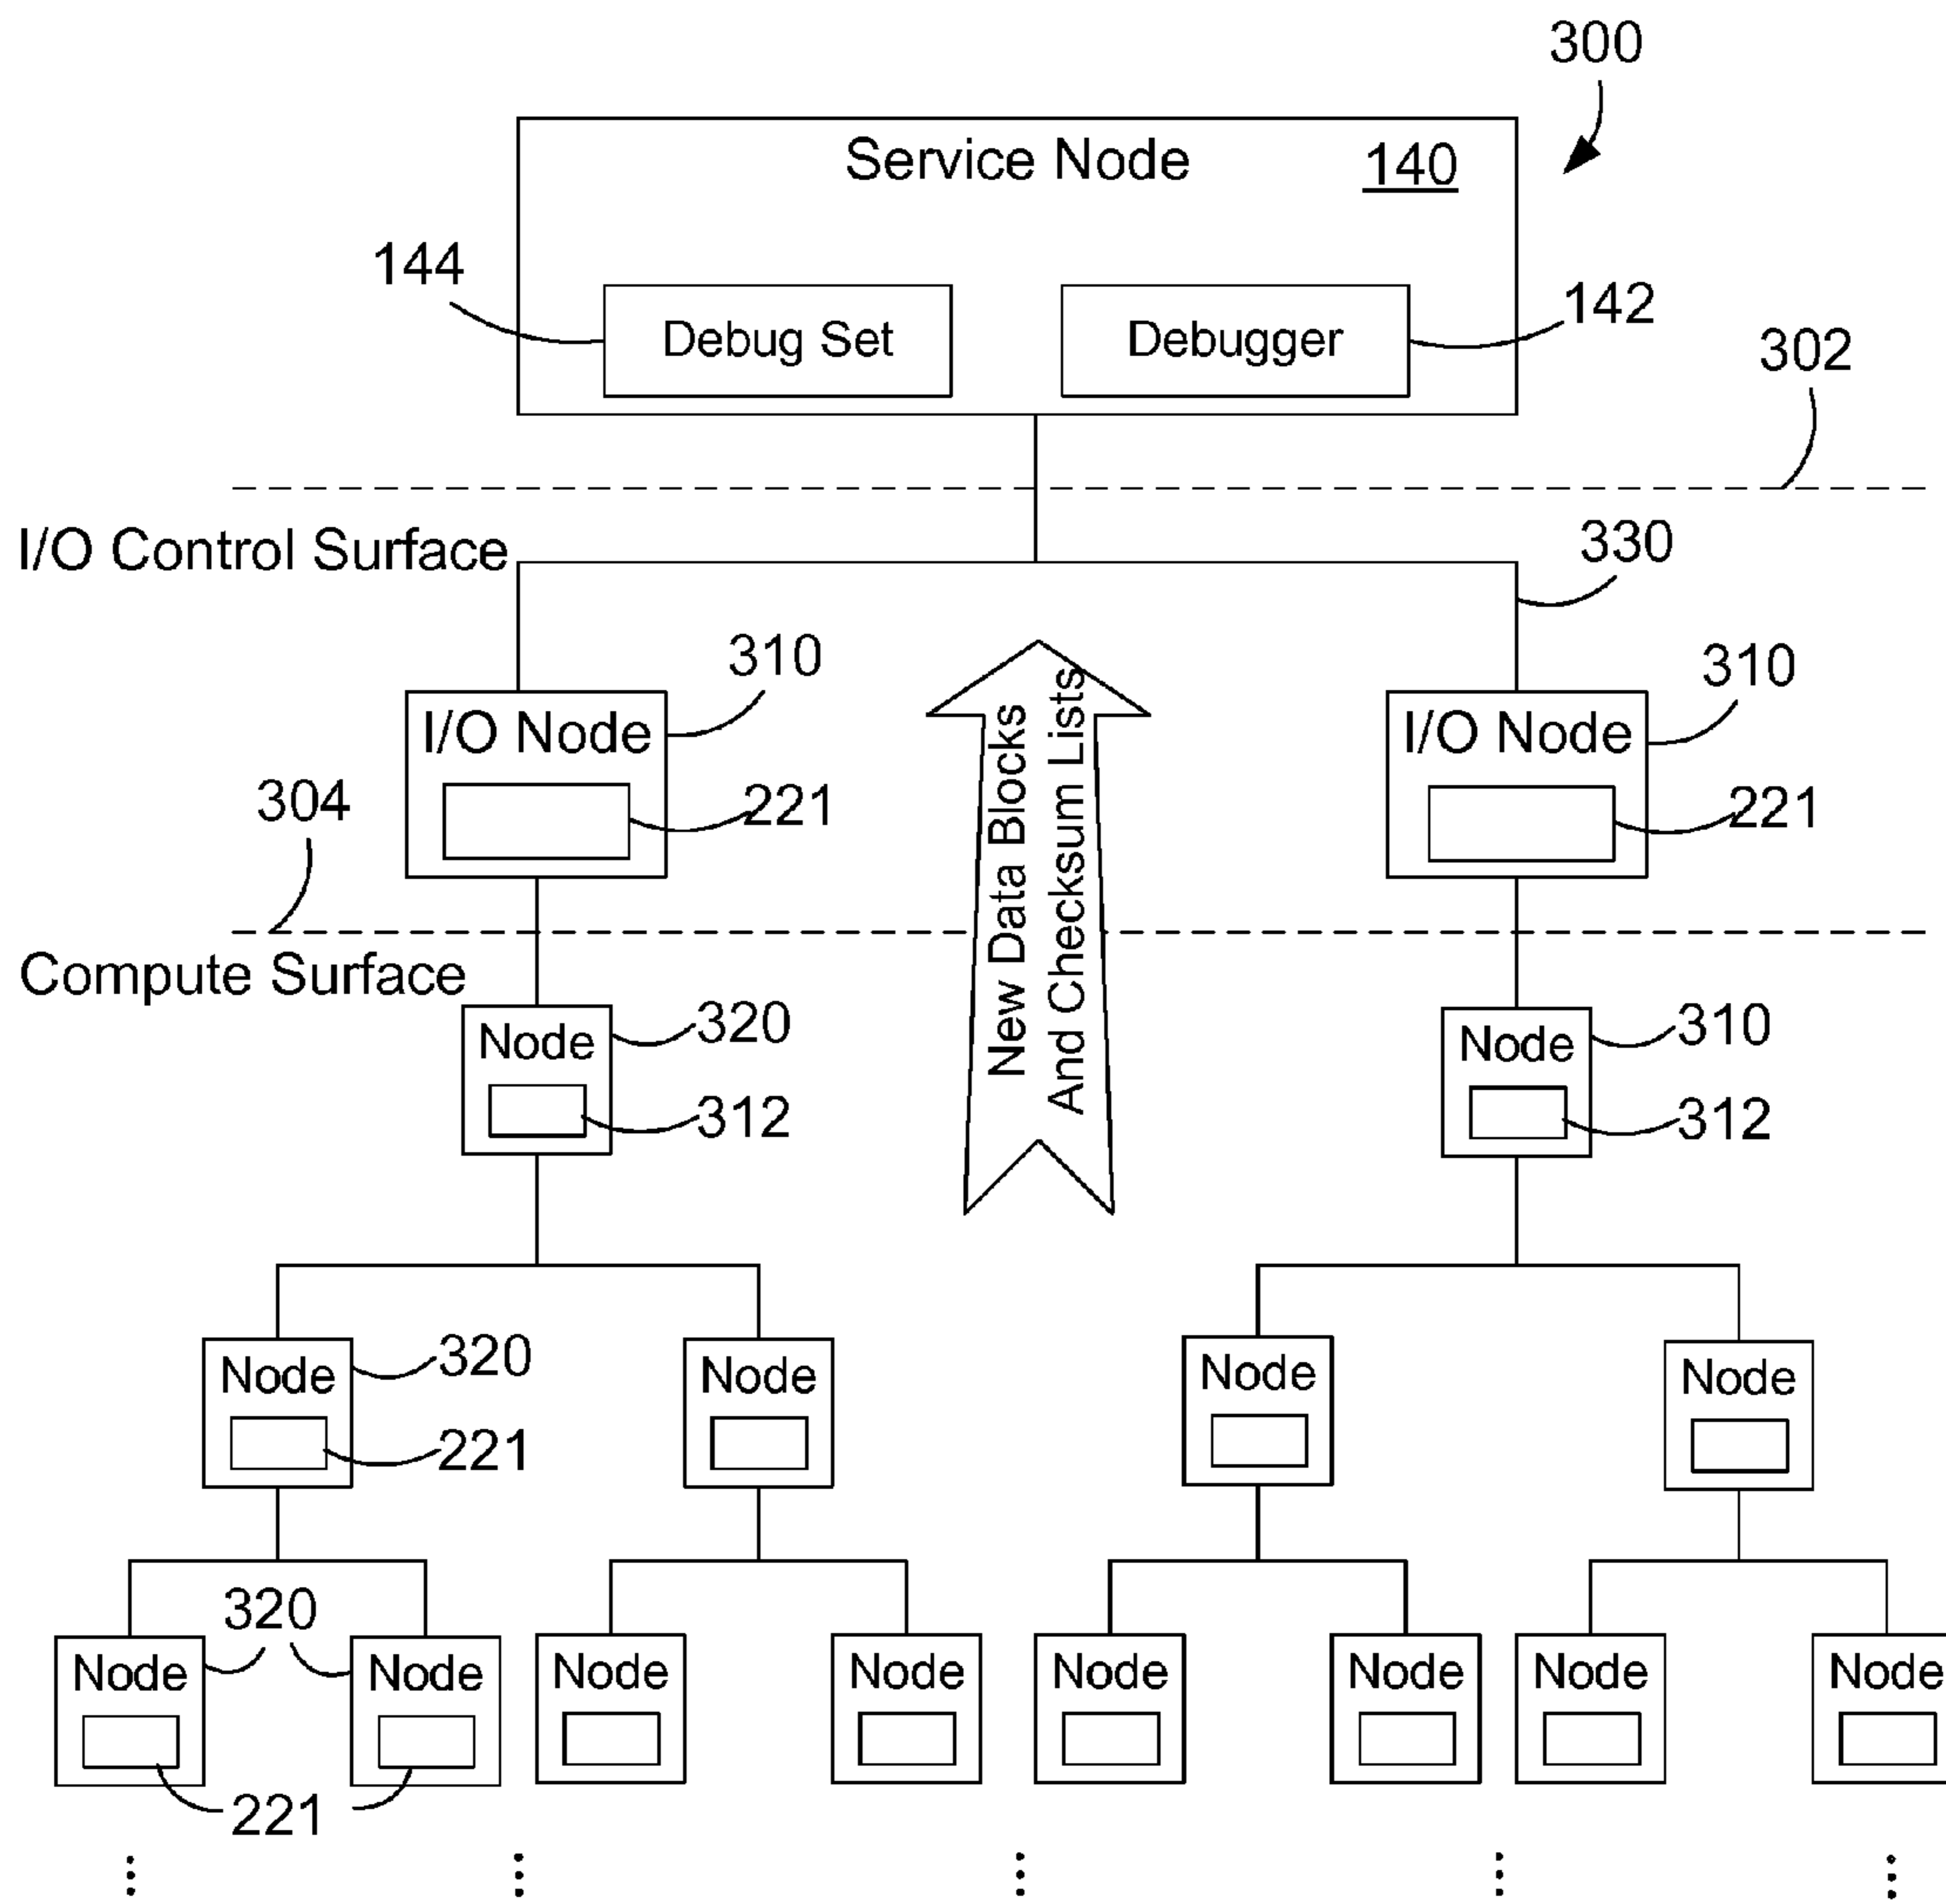 300
Service Node 140
144
Debug Set
Debugger
142
302
I/O Control Surface
330
310
310
I/O Node
I/O Node
221
221
304
New Data Blocks
And Checksum Lists
Compute Surface
Node
320
312
Node
310
312
Node
320
221
Node
Node
Node
320
Node
Node
Node
Node
Node
Node
Node
Node
221